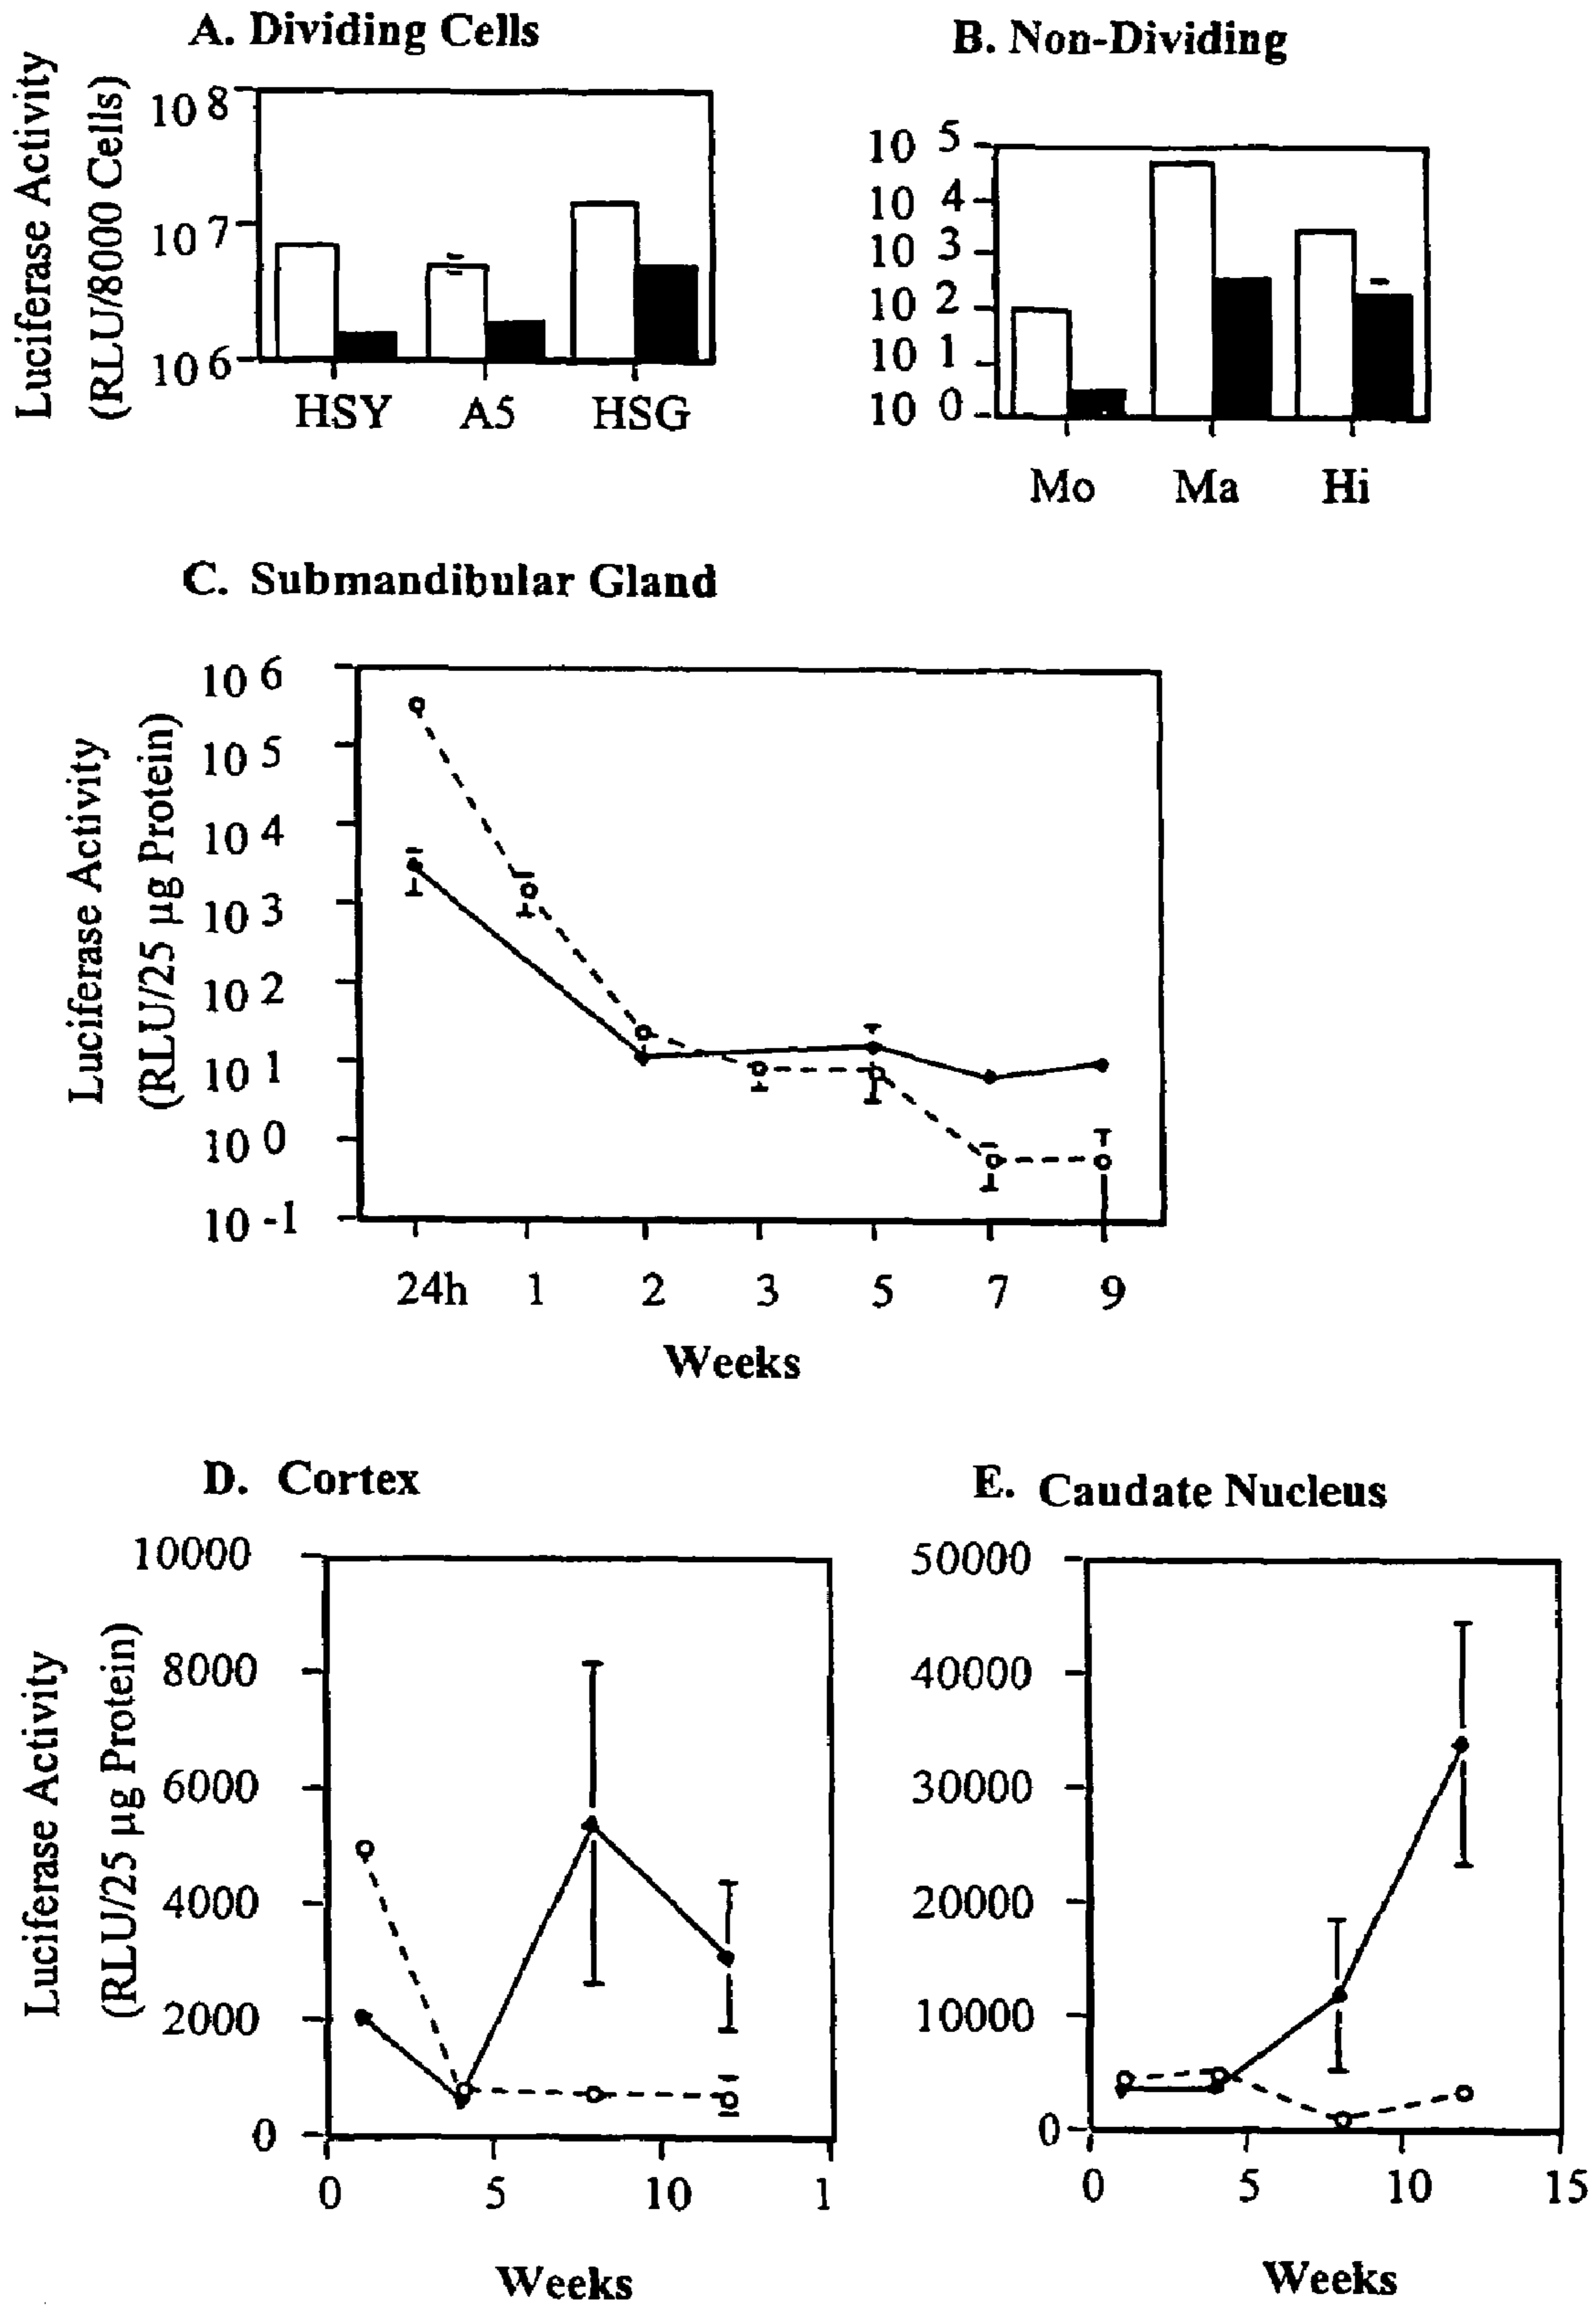 A. Dividing Cells
Luciferase Activity
(RLU/8000 Cells)
10 8
10 7
10 6
HSY A5 HSG
B. Non-Dividing
10 5
10 4
10 3
10 2
10 1
10 0
Mo Ma Hi
C. Submandibular Gland
Luciferase Activity
(RLU/25 µg Protein)
10 6
10 5
10 4
10 3
10 2
10 1
10 0
10 -1
24h 1 2 3 5 7 9
Weeks
D. Cortex
Luciferase Activity
(RLU/25 µg Protein)
10000
8000
6000
4000
2000
0
0 5 10 1
Weeks
E. Caudate Nucleus
50000
40000
30000
20000
10000
0
0 5 10 15
Weeks